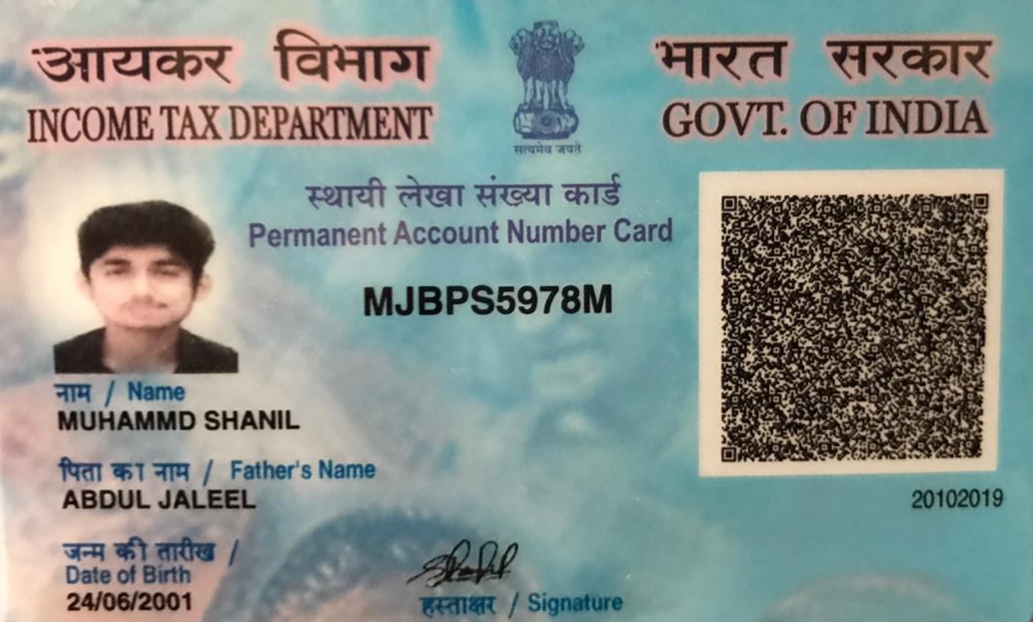 आयकर विभाग
INCOME TAX DEPARTMENT
सत्यमेव जयते
भारत सरकार
GOVT. OF INDIA
स्थायी लेखा संख्या कार्ड
Permanent Account Number Card
MJBPS5978M
नाम / Name
MUHAMMD SHANIL
पिता का नाम / Father's Name
ABDUL JALEEL
20102019
जन्म की तारीख /
Date of Birth
24/06/2001
हस्ताक्षर / Signature